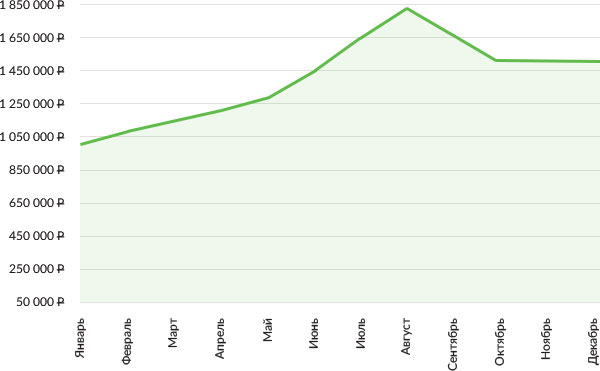 1 850 000 ₽
1 650 000 ₽
1 450 000 ₽
1 250 000 ₽
1 050 000 ₽
850 000 ₽
650 000 ₽
450 000 ₽
250 000 ₽
50 000 ₽
Январь
Февраль
Март
Апрель
Май
Июнь
Июль
Август
Сентябрь
Октябрь
Ноябрь
Декабрь